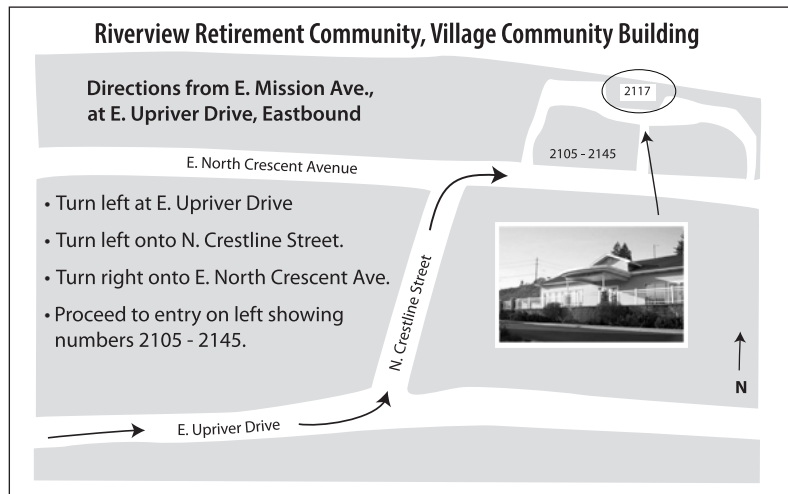 Riverview Retirement Community, Village Community Building
Directions from E. Mission Ave.,
at E. Upriver Drive, Eastbound
2117
2105 - 2145
E. North Crescent Avenue
• Turn left at E. Upriver Drive
• Turn left onto N. Crestline Street.
• Turn right onto E. North Crescent Ave.
• Proceed to entry on left showing
numbers 2105 - 2145.
N. Crestline Street
N
E. Upriver Drive